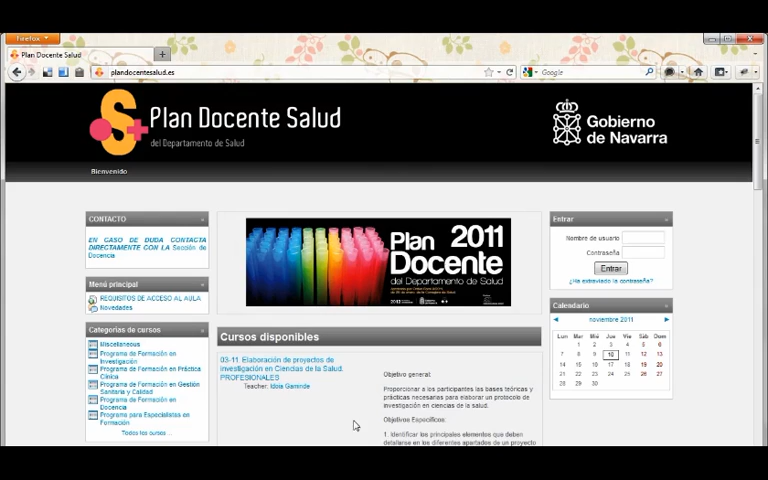 Firefox
Plan Docente Salud
plandocentesalud.es
Google
Plan Docente Salud
del Departamento de Salud
Gobierno
de Navarra
Bienvenido
CONTACTO
EN CASO DE DUDA CONTACTA
DIRECTAMENTE CON LA Sección de
Docencia
Menú principal
REQUISITOS DE ACCESO AL AULA
Novedades
Categorías de cursos
Miscellaneous
Programa de Formación en
Investigación
Programa de Formación en Práctica
Clínica
Programa de Formación en Gestión
Sanitaria y Calidad
Programa de Formación en
Docencia
Programa para Especialistas en
Formación
Todos los cursos ...
Plan 2011
Docente
del Departamento de Salud
Cursos disponibles
03-11 Elaboración de proyectos de
investigación en Ciencias de la Salud.
PROFESIONALES
Teacher: Idoia Gaminde
Objetivo general:
Proporcionar a los participantes las bases teóricas y
prácticas necesarias para elaborar un protocolo de
investigación en ciencias de la salud.
Objetivos Específicos:
1. Identificar los principales elementos que deben
detallarse en los diferentes apartados de un proyecto
Entrar
Nombre de usuario
Contraseña
Entrar
¿Ha extraviado la contraseña?
Calendario
noviembre 2011
Lun Mar Mié Jue Vie Sáb Dom
1 2 3 4 5 6
7 8 9 10 11 12 13
14 15 16 17 18 19 20
21 22 23 24 25 26 27
28 29 30